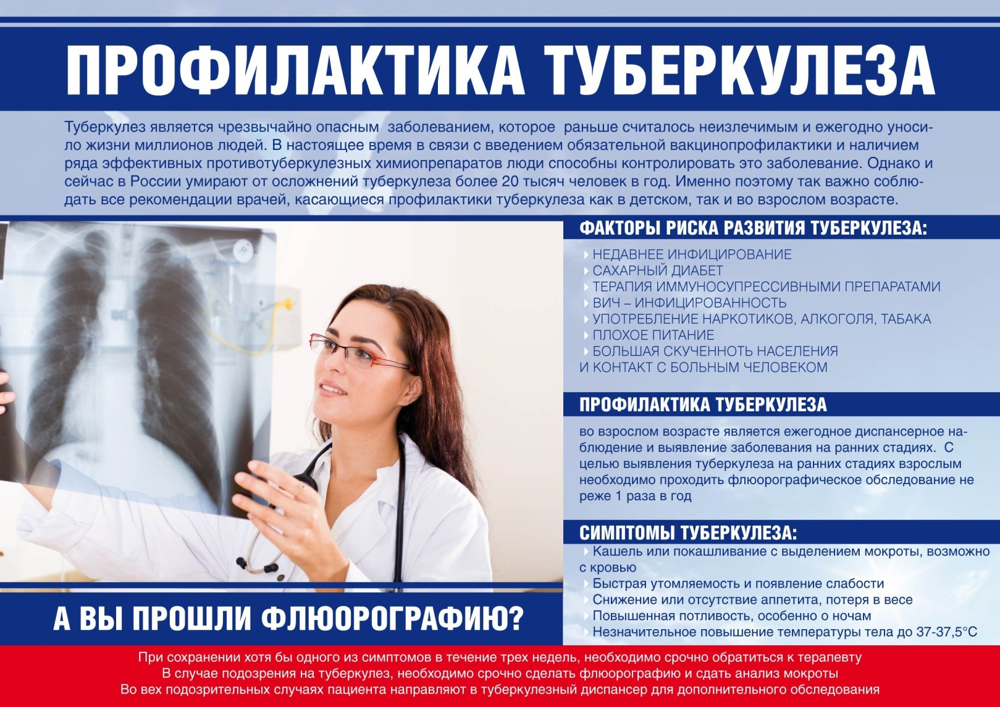 ПРОФИЛАКТИКА ТУБЕРКУЛЕЗА
Туберкулез является чрезвычайно опасным заболеванием, которое раньше считалось неизлечимым и ежегодно уноси-
ло жизни миллионов людей. В настоящее время в связи с введением обязательной вакцинопрофилактики и наличием
ряда эффективных противотуберкулезных химиопрепаратов люди способны контролировать это заболевание. Однако и
сейчас в России умирают от осложнений туберкулеза более 20 тысяч человек в год. Именно поэтому так важно соблю-
дать все рекомендации врачей, касающиеся профилактики туберкулеза как в детском, так и во взрослом возрасте.
ФАКТОРЫ РИСКА РАЗВИТИЯ ТУБЕРКУЛЕЗА:
НЕДАВНЕЕ ИНФИЦИРОВАНИЕ
САХАРНЫЙ ДИАБЕТ
ТЕРАПИЯ ИММУНОСУПРЕССИВНЫМИ ПРЕПАРАТАМИ
ВИЧ – ИНФИЦИРОВАННОСТЬ
УПОТРЕБЛЕНИЕ НАРКОТИКОВ, АЛКОГОЛЯ, ТАБАКА
ПЛОХОЕ ПИТАНИЕ
БОЛЬШАЯ СКУЧЕННОТЬ НАСЕЛЕНИЯ
И КОНТАКТ С БОЛЬНЫМ ЧЕЛОВЕКОМ
ПРОФИЛАКТИКА ТУБЕРКУЛЕЗА
во взрослом возрасте является ежегодное диспансерное на-
блюдение и выявление заболевания на ранних стадиях. С
целью выявления туберкулеза на ранних стадиях взрослым
необходимо проходить флюорографическое обследование не
реже 1 раза в год
СИМПТОМЫ ТУБЕРКУЛЕЗА:
Кашель или покашливание с выделением мокроты, возможно
с кровью
Быстрая утомляемость и появление слабости
Снижение или отсутствие аппетита, потеря в весе
Повышенная потливость, особенно о ночам
Незначительное повышение температуры тела до 37-37,5°С
А ВЫ ПРОШЛИ ФЛЮОРОГРАФИЮ?
При сохранении хотя бы одного из симптомов в течение трех недель, необходимо срочно обратиться к терапевту
В случае подозрения на туберкулез, необходимо срочно сделать флюорографию и сдать анализ мокроты
Во вех подозрительных случаях пациента направляют в туберкулезный диспансер для дополнительного обследования